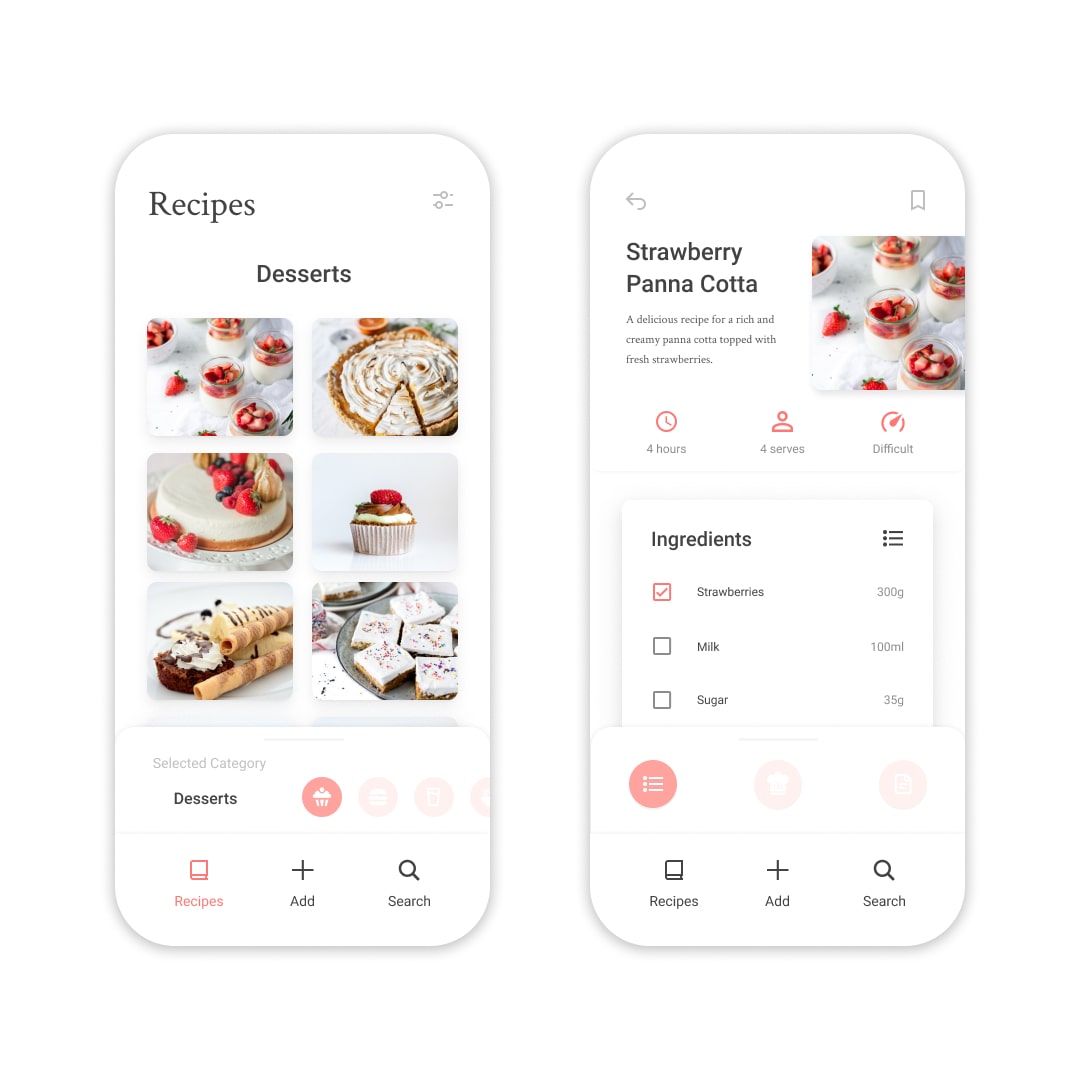 Recipes
Desserts
Selected Category
Desserts
Recipes
Add
Search
Strawberry
Panna Cotta
A delicious recipe for a rich and
creamy panna cotta topped with
fresh strawberries.
4 hours
4 serves
Difficult
Ingredients
Strawberries 300g
Milk 100ml
Sugar 35g
Recipes
Add
Search